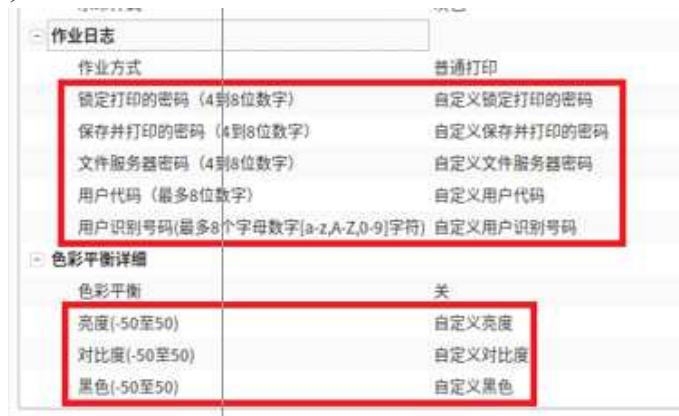 作业日志
作业方式 普通打印
锁定打印的密码（4到8位数字） 自定义锁定打印的密码
保存并打印的密码（4到8位数字） 自定义保存并打印的密码
文件服务器密码（4到8位数字） 自定义文件服务器密码
用户代码（最多8位数字） 自定义用户代码
用户识别号码(最多8个字母数字[a-z,A-Z,0-9]字符) 自定义用户识别号码
色彩平衡详细
色彩平衡 关
亮度(-50至50) 自定义亮度
对比度(-50至50) 自定义对比度
黑色(-50至50) 自定义黑色